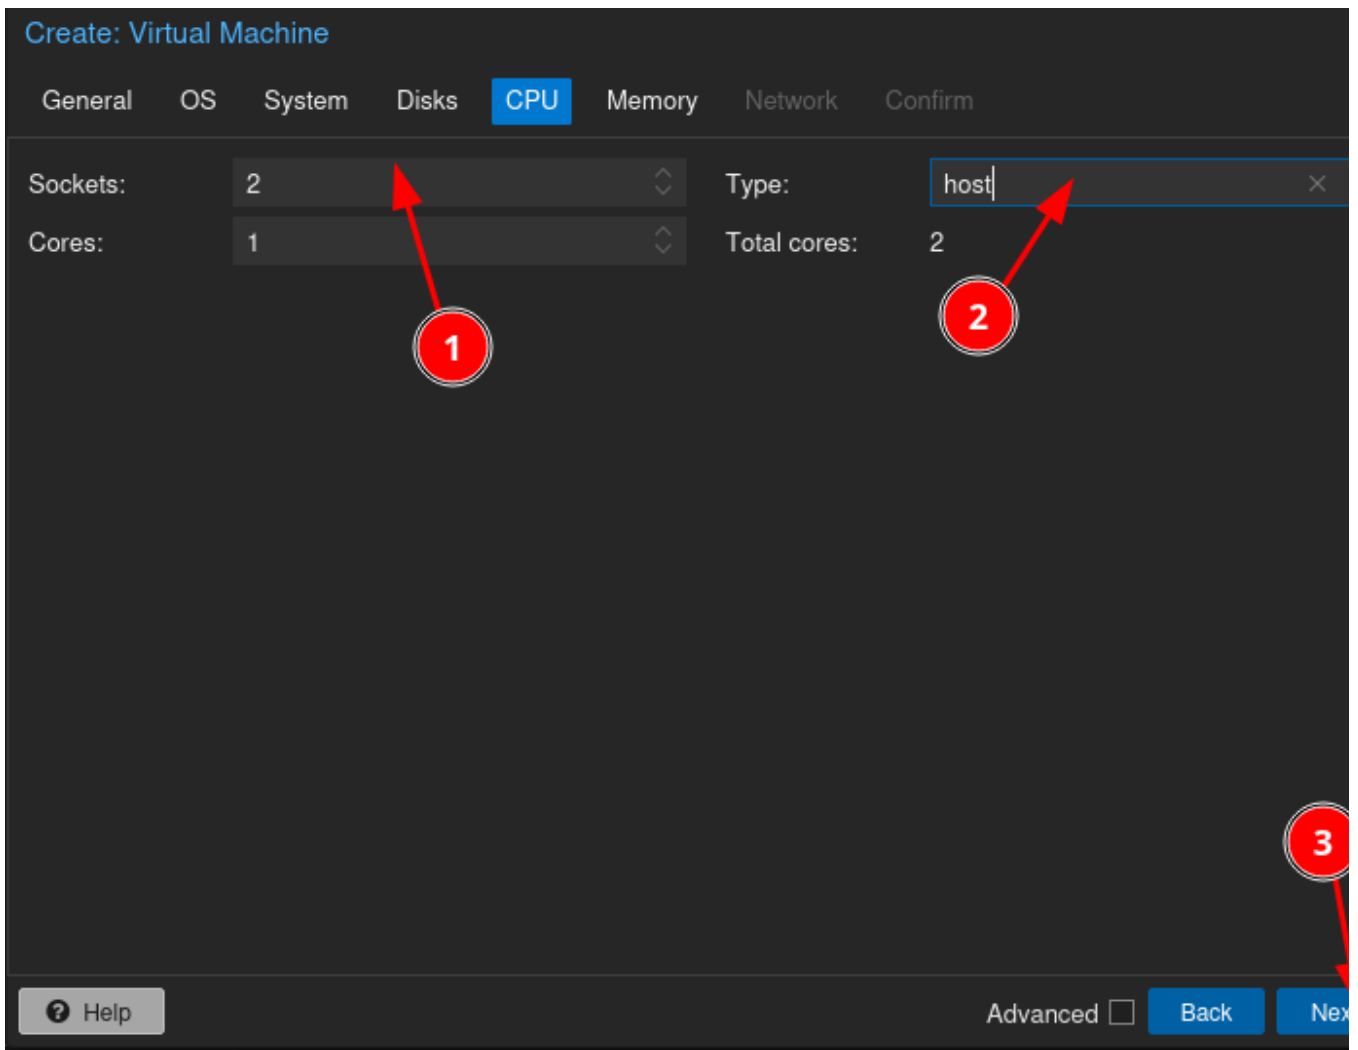 Create: Virtual Machine
General OS System Disks CPU Memory Network Confirm
Sockets: 2 Type: host
Cores: 1 Total cores: 2
1
2
3
Help Advanced Back Nex